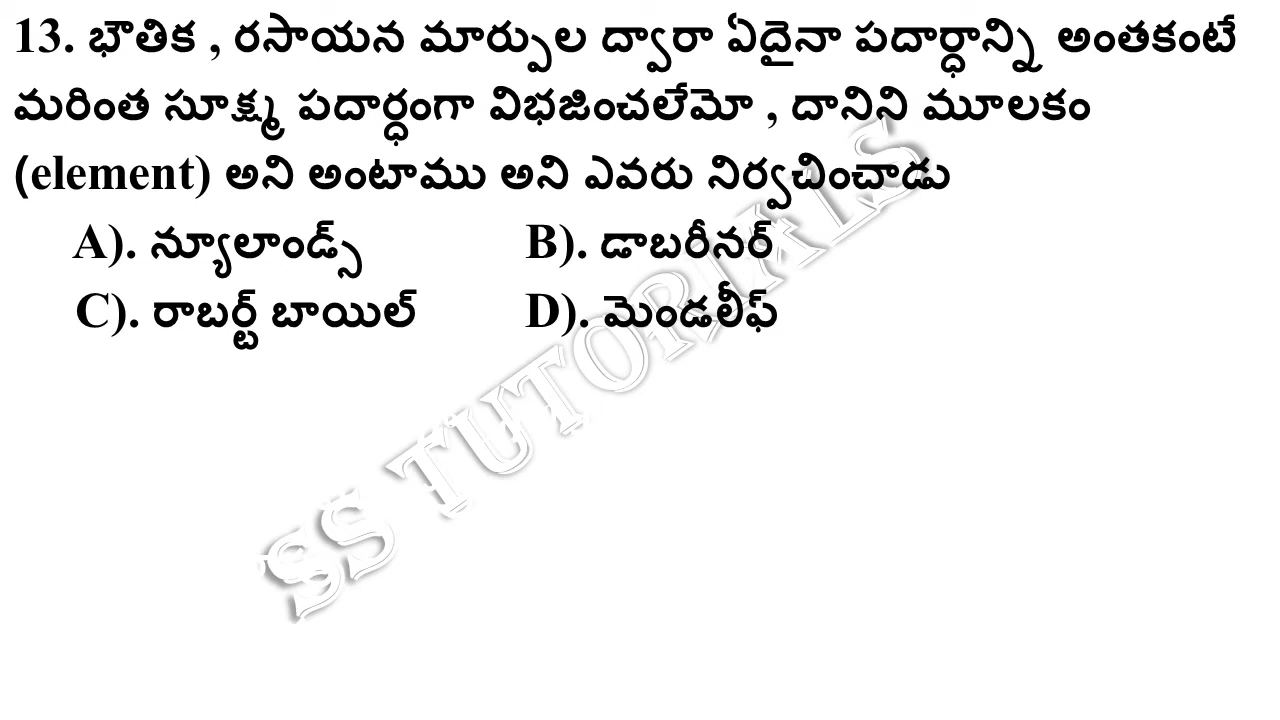 13. భౌతిక , రసాయన మార్పుల ద్వారా ఏదైనా పదార్ధాన్ని అంతకంటే
మరింత సూక్ష్మ పదార్ధంగా విభజించలేమో , దానిని మూలకం
(element) అని అంటాము అని ఎవరు నిర్వచించాడు
A). న్యూలాండ్స్ B). డాబరీనర్
C). రాబర్ట్ బాయిల్ D). మెండలీఫ్
SS TUTORIALS